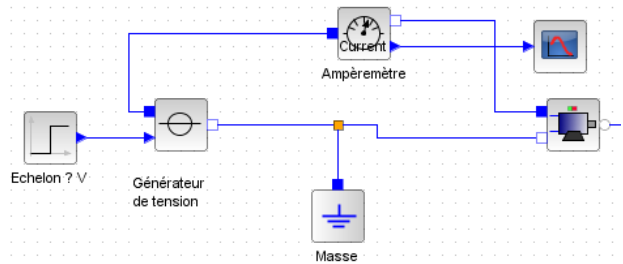 Current
Ampèremètre
Echelon ? V
Générateur
de tension
Masse